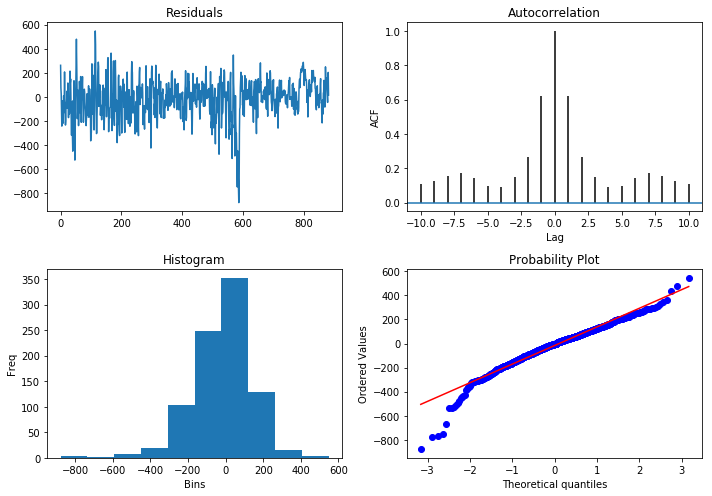 Residuals
600
400
200
0
−200
−400
−600
−800
0 200 400 600 800
Autocorrelation
1.0
0.8
0.6
0.4
0.2
0.0
ACF
−10.0 −7.5 −5.0 −2.5 0.0 2.5 5.0 7.5 10.0
Lag
Histogram
350
300
250
200
150
100
50
0
Freq
−800 −600 −400 −200 0 200 400 600
Bins
Probability Plot
600
400
200
0
−200
−400
−600
−800
Ordered Values
−3 −2 −1 0 1 2 3
Theoretical quantiles